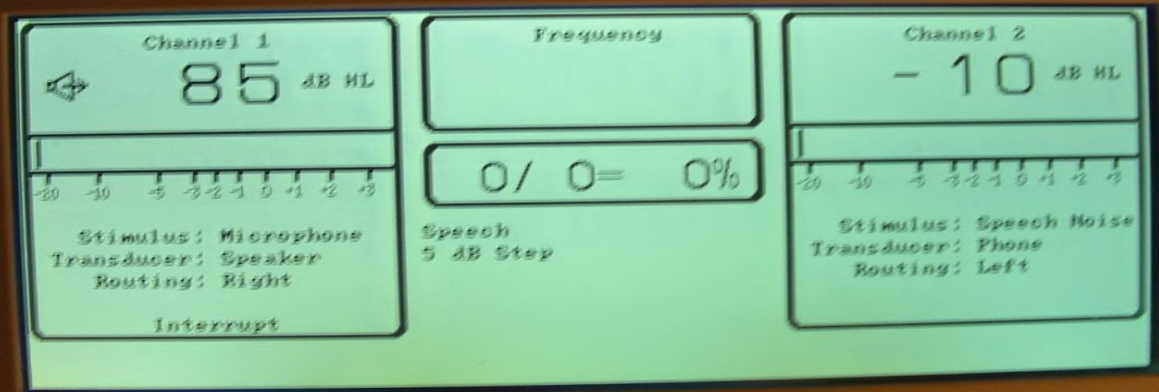 Channel 1
85 dB HL
-20 -10 -5 -3 -2 -1 0 +1 +2 +3
Stimulus: Microphone
Transducer: Speaker
Routing: Right
Interrupt
Frequency
0/ 0= 0%
Speech
5 dB Step
Channel 2
-10 dB HL
-20 -10 -5 -3 -2 -1 0 +1 +2 +3
Stimulus: Speech Noise
Transducer: Phone
Routing: Left